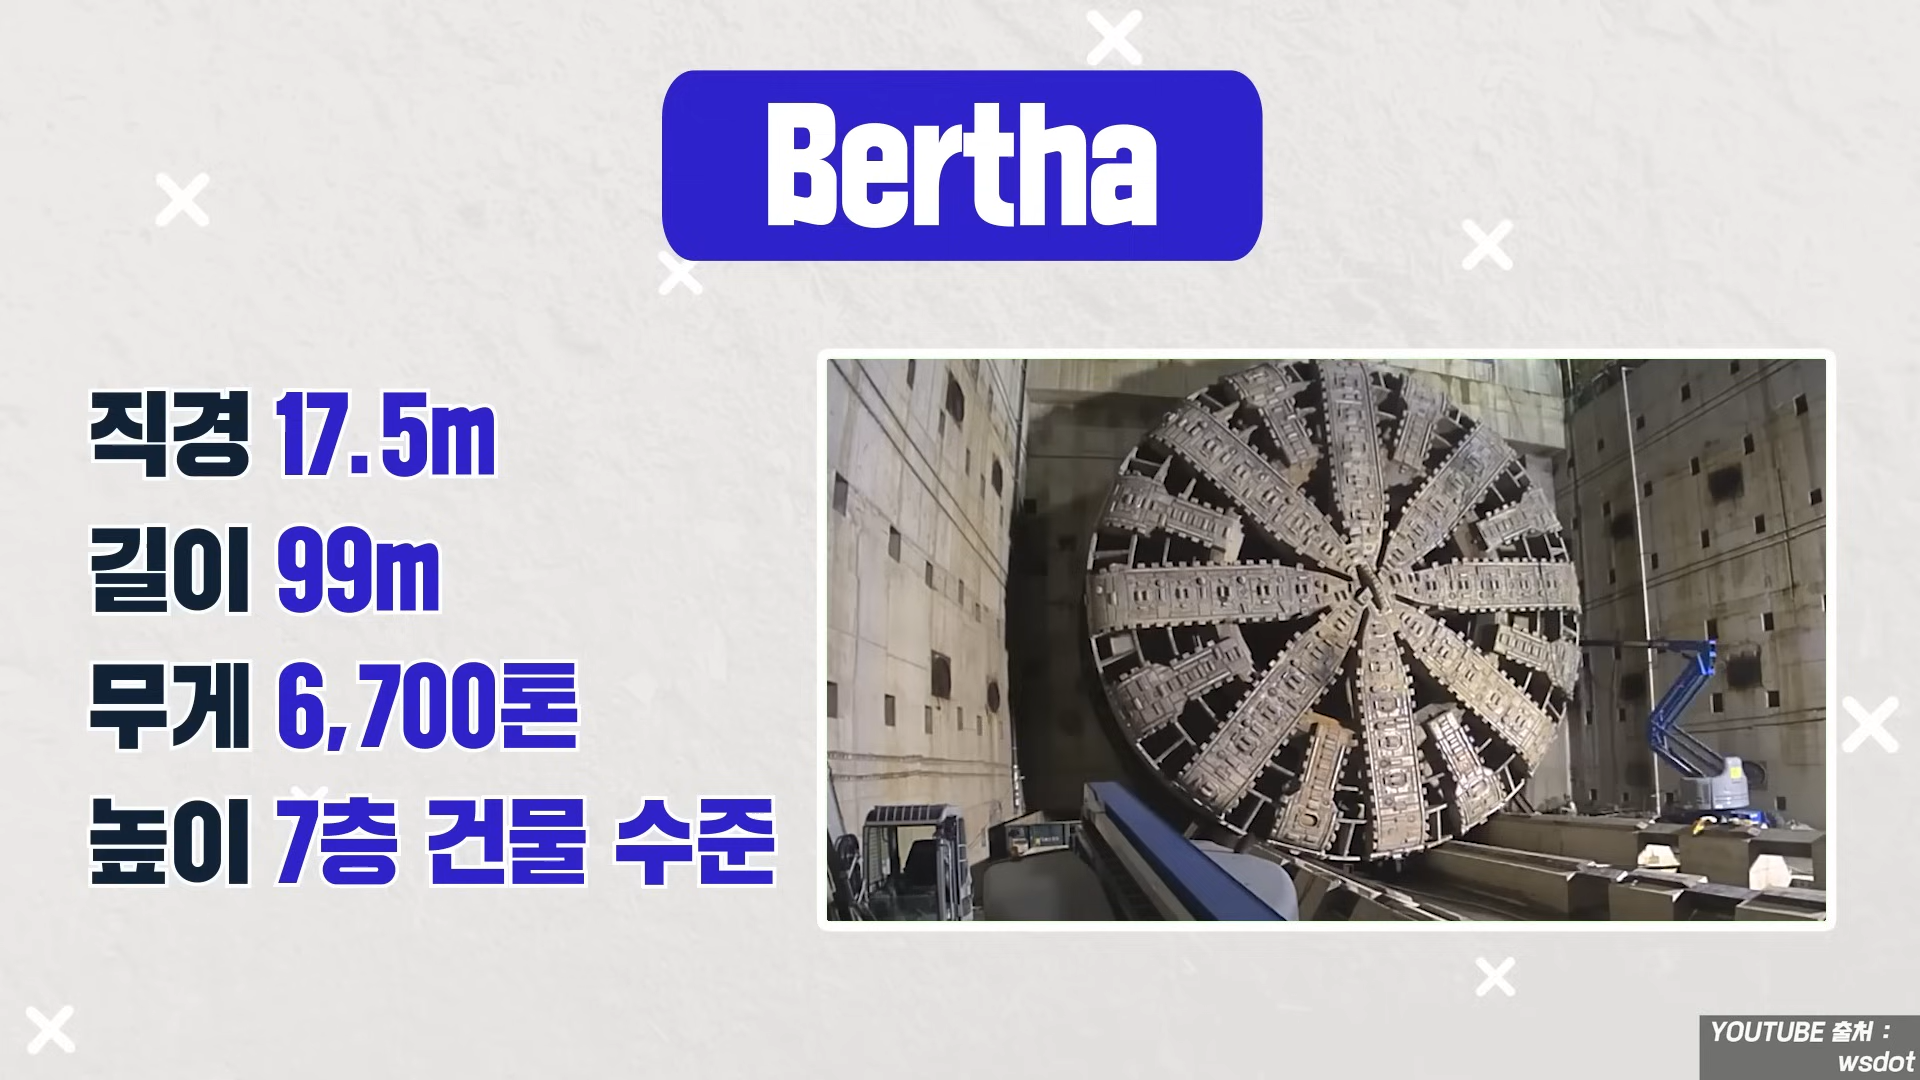 Bertha
직경 17.5m
길이 99m
무게 6,700톤
높이 7층 건물 수준
YOUTUBE 출처 :
wsdot